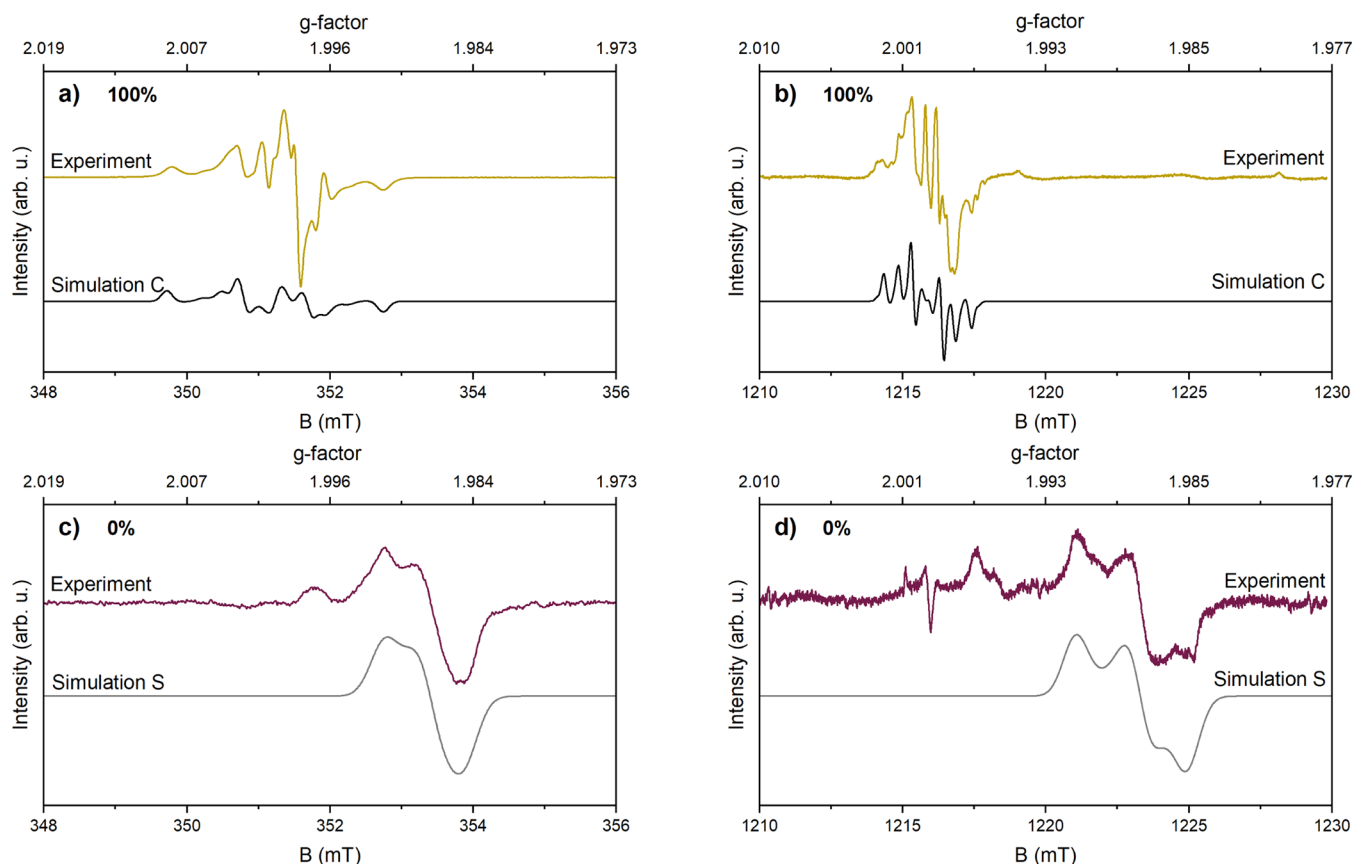 g-factor
2.019 2.007 1.996 1.984 1.973
a) 100%
Experiment
Simulation C
Intensity (arb. u.)
348 350 352 354 356
B (mT)
g-factor
2.010 2.001 1.993 1.985 1.977
b) 100%
Experiment
Simulation C
Intensity (arb. u.)
1210 1215 1220 1225 1230
B (mT)
g-factor
2.019 2.007 1.996 1.984 1.973
c) 0%
Experiment
Simulation S
Intensity (arb. u.)
348 350 352 354 356
B (mT)
g-factor
2.010 2.001 1.993 1.985 1.977
d) 0%
Experiment
Simulation S
Intensity (arb. u.)
1210 1215 1220 1225 1230
B (mT)